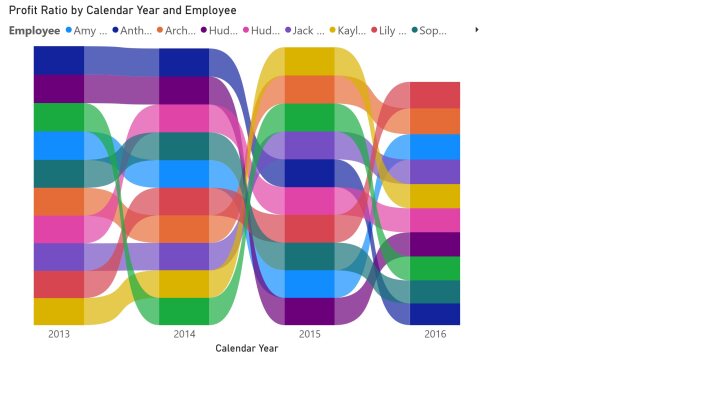 Profit Ratio by Calendar Year and Employee
Employee Amy ... Anth... Arch... Hud... Hud... Jack ... Kayl... Lily ... Sop...
2013 2014 2015 2016
Calendar Year